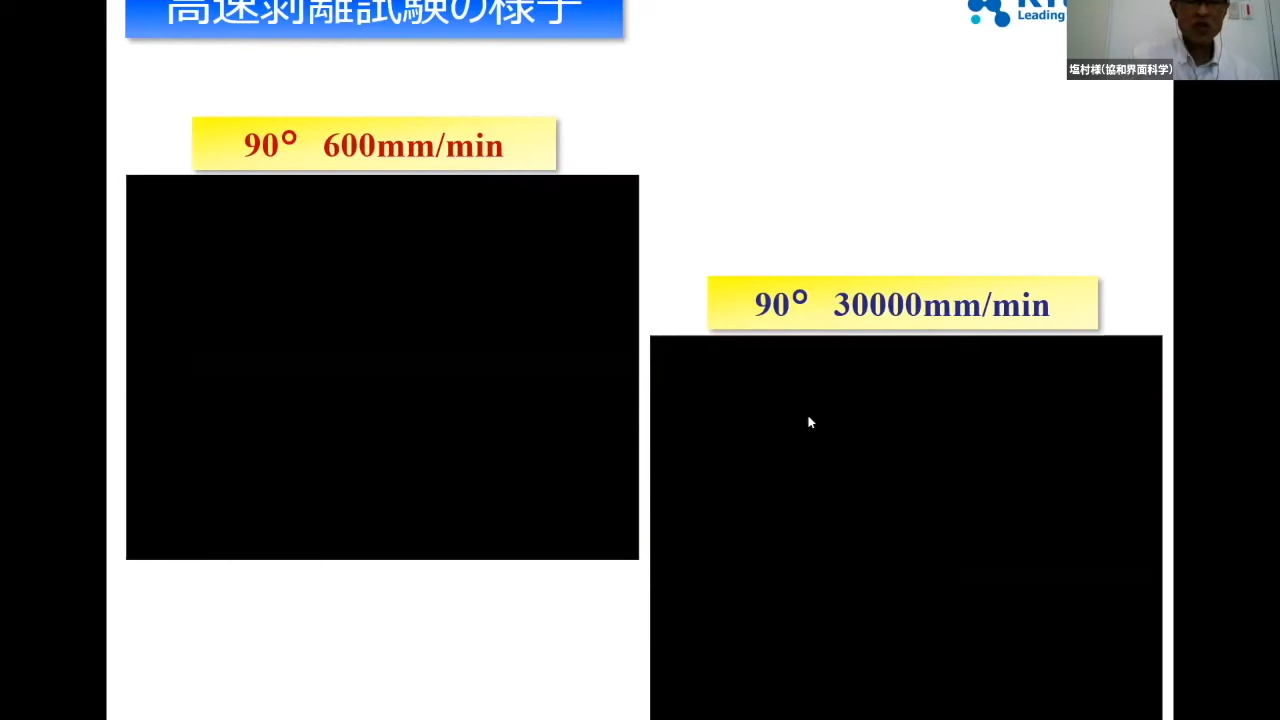 高速剥離試験の様子
Leading
塩村様(協和界面科学)
90° 600mm/min
90° 30000mm/min